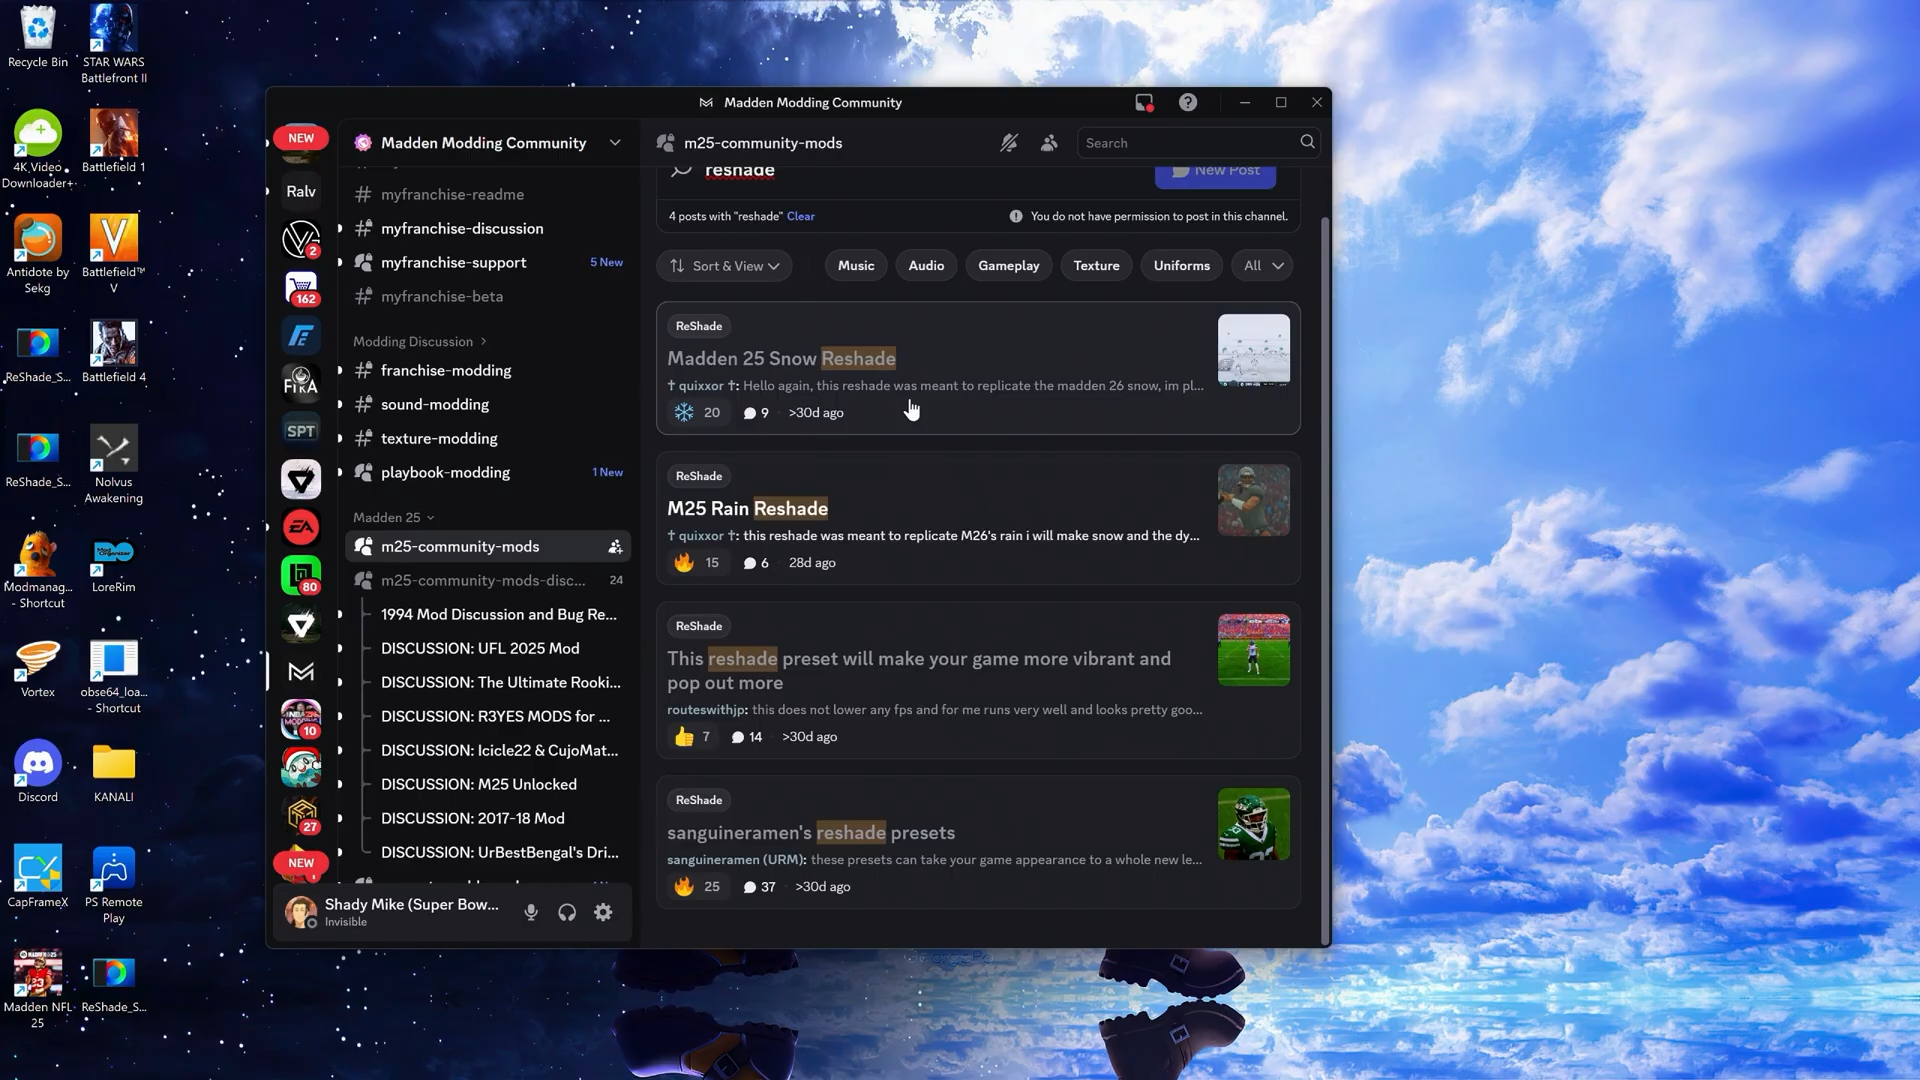 Recycle Bin
STAR WARS
Battlefront II
4K Video
Downloader+
Battlefield 1
Antidote by
Sekg
Battlefield™
V
ReShade_S...
Battlefield 4
ReShade_S...
Nolvus
Awakening
Modmanag...
- Shortcut
LoreRim
Vortex
obse64_loa...
- Shortcut
Discord
KANALI
CapFrameX
PS Remote
Play
Madden NFL
25
ReShade_S...
Madden Modding Community
NEW
Ralv
2
162
FIKA
SPT
EA
80
10
27
NEW
Madden Modding Community
myfranchise-readme
myfranchise-discussion
myfranchise-support
5 New
myfranchise-beta
Modding Discussion
franchise-modding
sound-modding
texture-modding
playbook-modding
1 New
Madden 25
m25-community-mods
m25-community-mods-disc...
24
1994 Mod Discussion and Bug Re...
DISCUSSION: UFL 2025 Mod
DISCUSSION: The Ultimate Rooki...
DISCUSSION: R3YES MODS for ...
DISCUSSION: Icicle22 & CujoMat...
DISCUSSION: M25 Unlocked
DISCUSSION: 2017-18 Mod
DISCUSSION: UrBestBengal's Dri...
Shady Mike (Super Bow...
Invisible
m25-community-mods
Search
reshade
New Post
4 posts with "reshade" Clear
You do not have permission to post in this channel.
Sort & View
Music
Audio
Gameplay
Texture
Uniforms
All
ReShade
Madden 25 Snow Reshade
† quixxor †: Hello again, this reshade was meant to replicate the madden 26 snow, im pl...
20
9
>30d ago
ReShade
M25 Rain Reshade
† quixxor †: this reshade was meant to replicate M26's rain i will make snow and the dy...
15
6
28d ago
ReShade
This reshade preset will make your game more vibrant and
pop out more
routeswithjp: this does not lower any fps and for me runs very well and looks pretty goo...
7
14
>30d ago
ReShade
sanguineramen's reshade presets
sanguineramen (URM): these presets can take your game appearance to a whole new le...
25
37
>30d ago